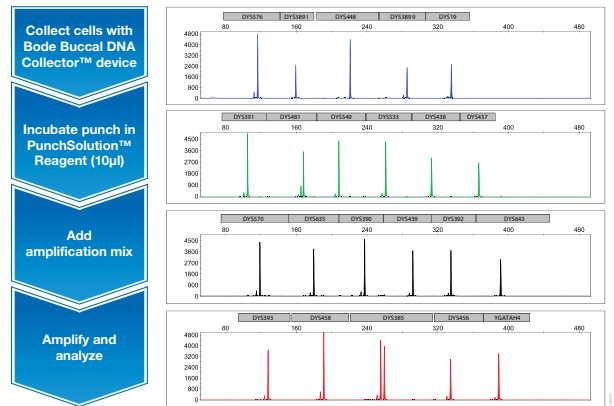 Collect cells with
Bode Buccal DNA
Collector™ device
Incubate punch in
PunchSolution™
Reagent (10µl)
Add
amplification mix
Amplify and
analyze
DYS576 DYS389 I DYS448 DYS389 II DYS19
80 160 240 320 400 480
4800
4000
3200
2400
1600
800
0
DYS391 DYS481 DYS549 DYS533 DYS438 DYS437
80 160 240 320 400 480
4500
3600
2700
1800
900
0
DYS570 DYS635 DYS390 DYS439 DYS392 DYS643
80 160 240 320 400 480
4500
3600
2700
1800
900
0
DYS393 DYS458 DYS385 DYS456 YGATAH4
80 160 240 320 400 480
4800
4000
3200
2400
1600
800
0